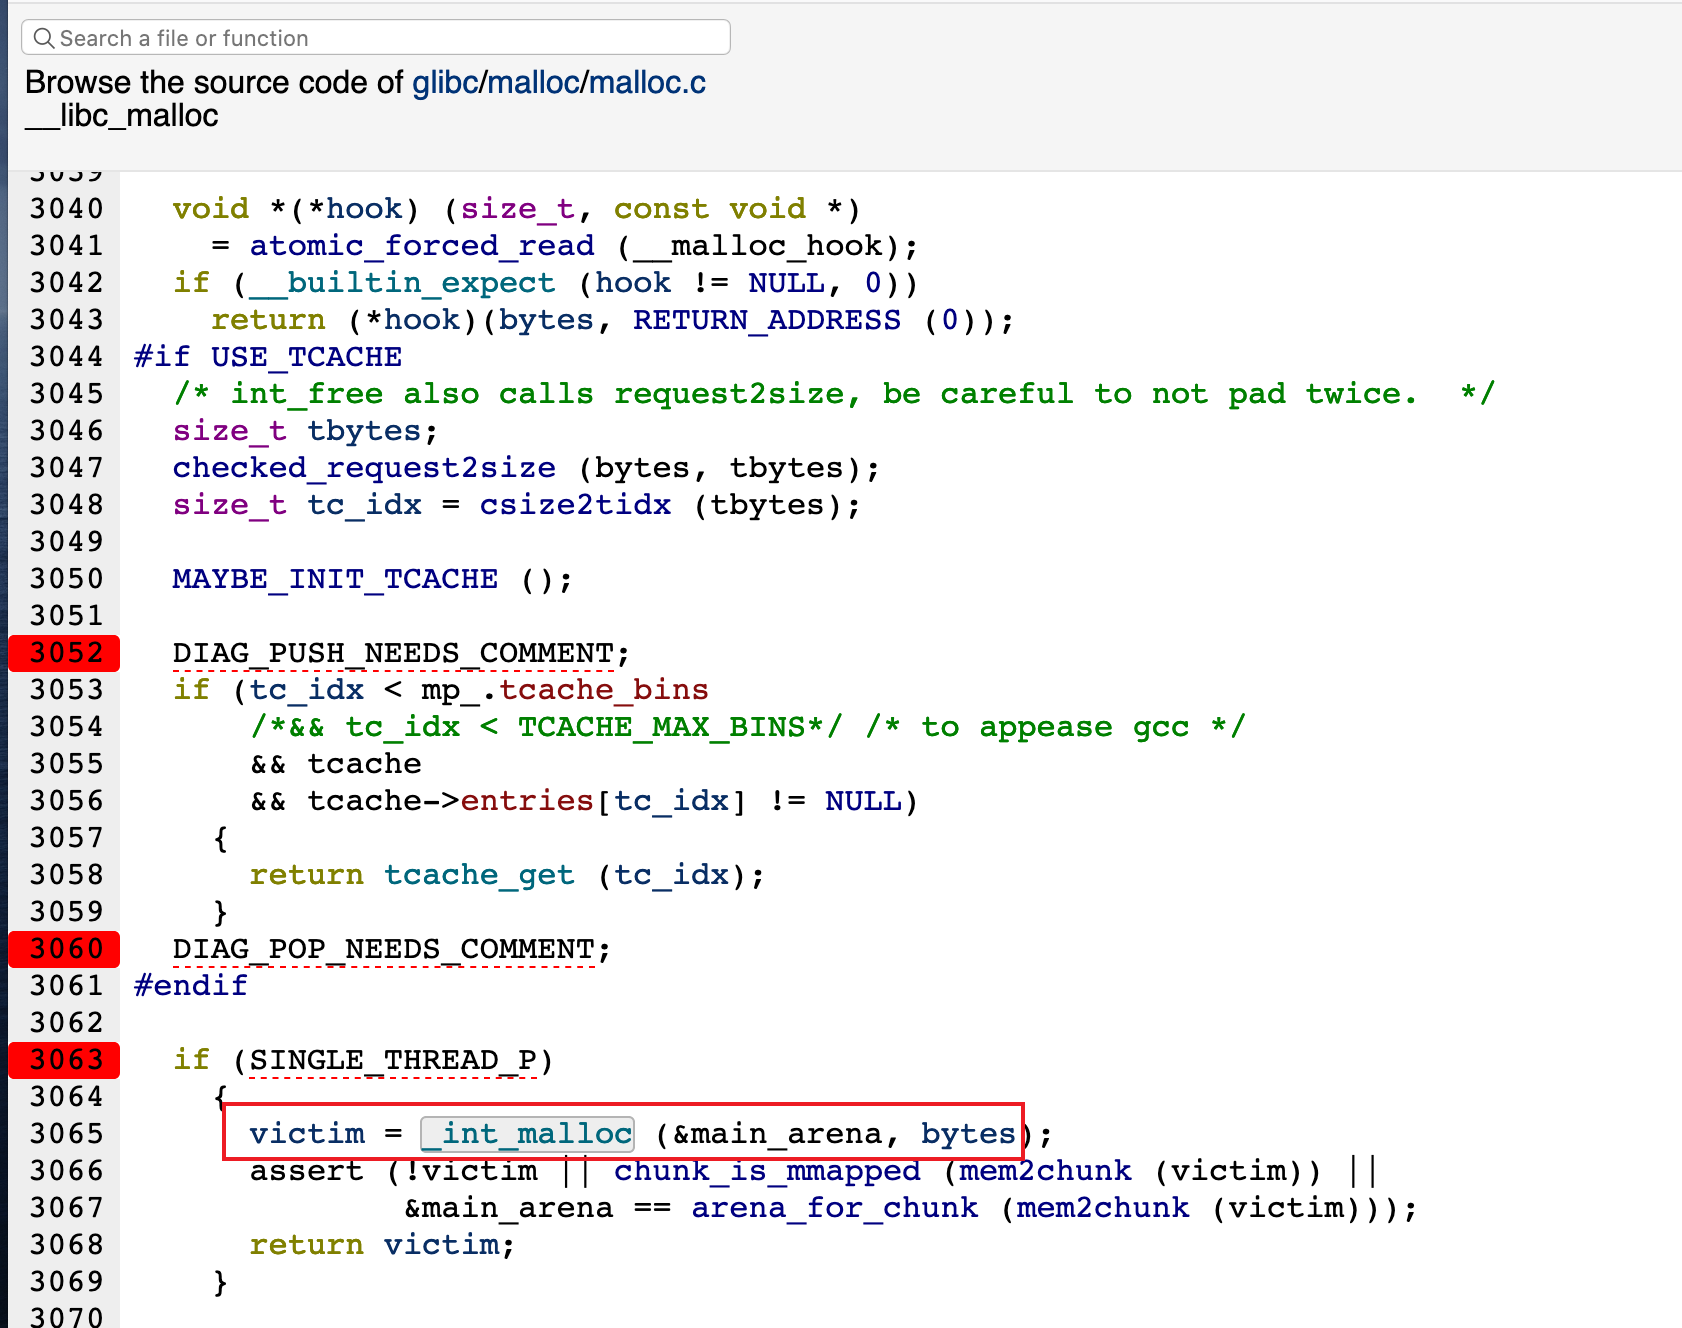 Search a file or function
Browse the source code of glibc/malloc/malloc.c
__libc_malloc
3039
3040 void *(*hook) (size_t, const void *)
3041 = atomic_forced_read (__malloc_hook);
3042 if (__builtin_expect (hook != NULL, 0))
3043 return (*hook)(bytes, RETURN_ADDRESS (0));
3044 #if USE_TCACHE
3045 /* int_free also calls request2size, be careful to not pad twice.  */
3046 size_t tbytes;
3047 checked_request2size (bytes, tbytes);
3048 size_t tc_idx = csize2tidx (tbytes);
3049
3050 MAYBE_INIT_TCACHE ();
3051
3052 DIAG_PUSH_NEEDS_COMMENT;
3053 if (tc_idx < mp_.tcache_bins
3054 /*&& tc_idx < TCACHE_MAX_BINS*/ /* to appease gcc */
3055 && tcache
3056 && tcache->entries[tc_idx] != NULL)
3057 {
3058 return tcache_get (tc_idx);
3059 }
3060 DIAG_POP_NEEDS_COMMENT;
3061 #endif
3062
3063 if (SINGLE_THREAD_P)
3064 {
3065 victim = _int_malloc (&main_arena, bytes);
3066 assert (!victim || chunk_is_mmapped (mem2chunk (victim)) ||
3067 &main_arena == arena_for_chunk (mem2chunk (victim)));
3068 return victim;
3069 }
3070